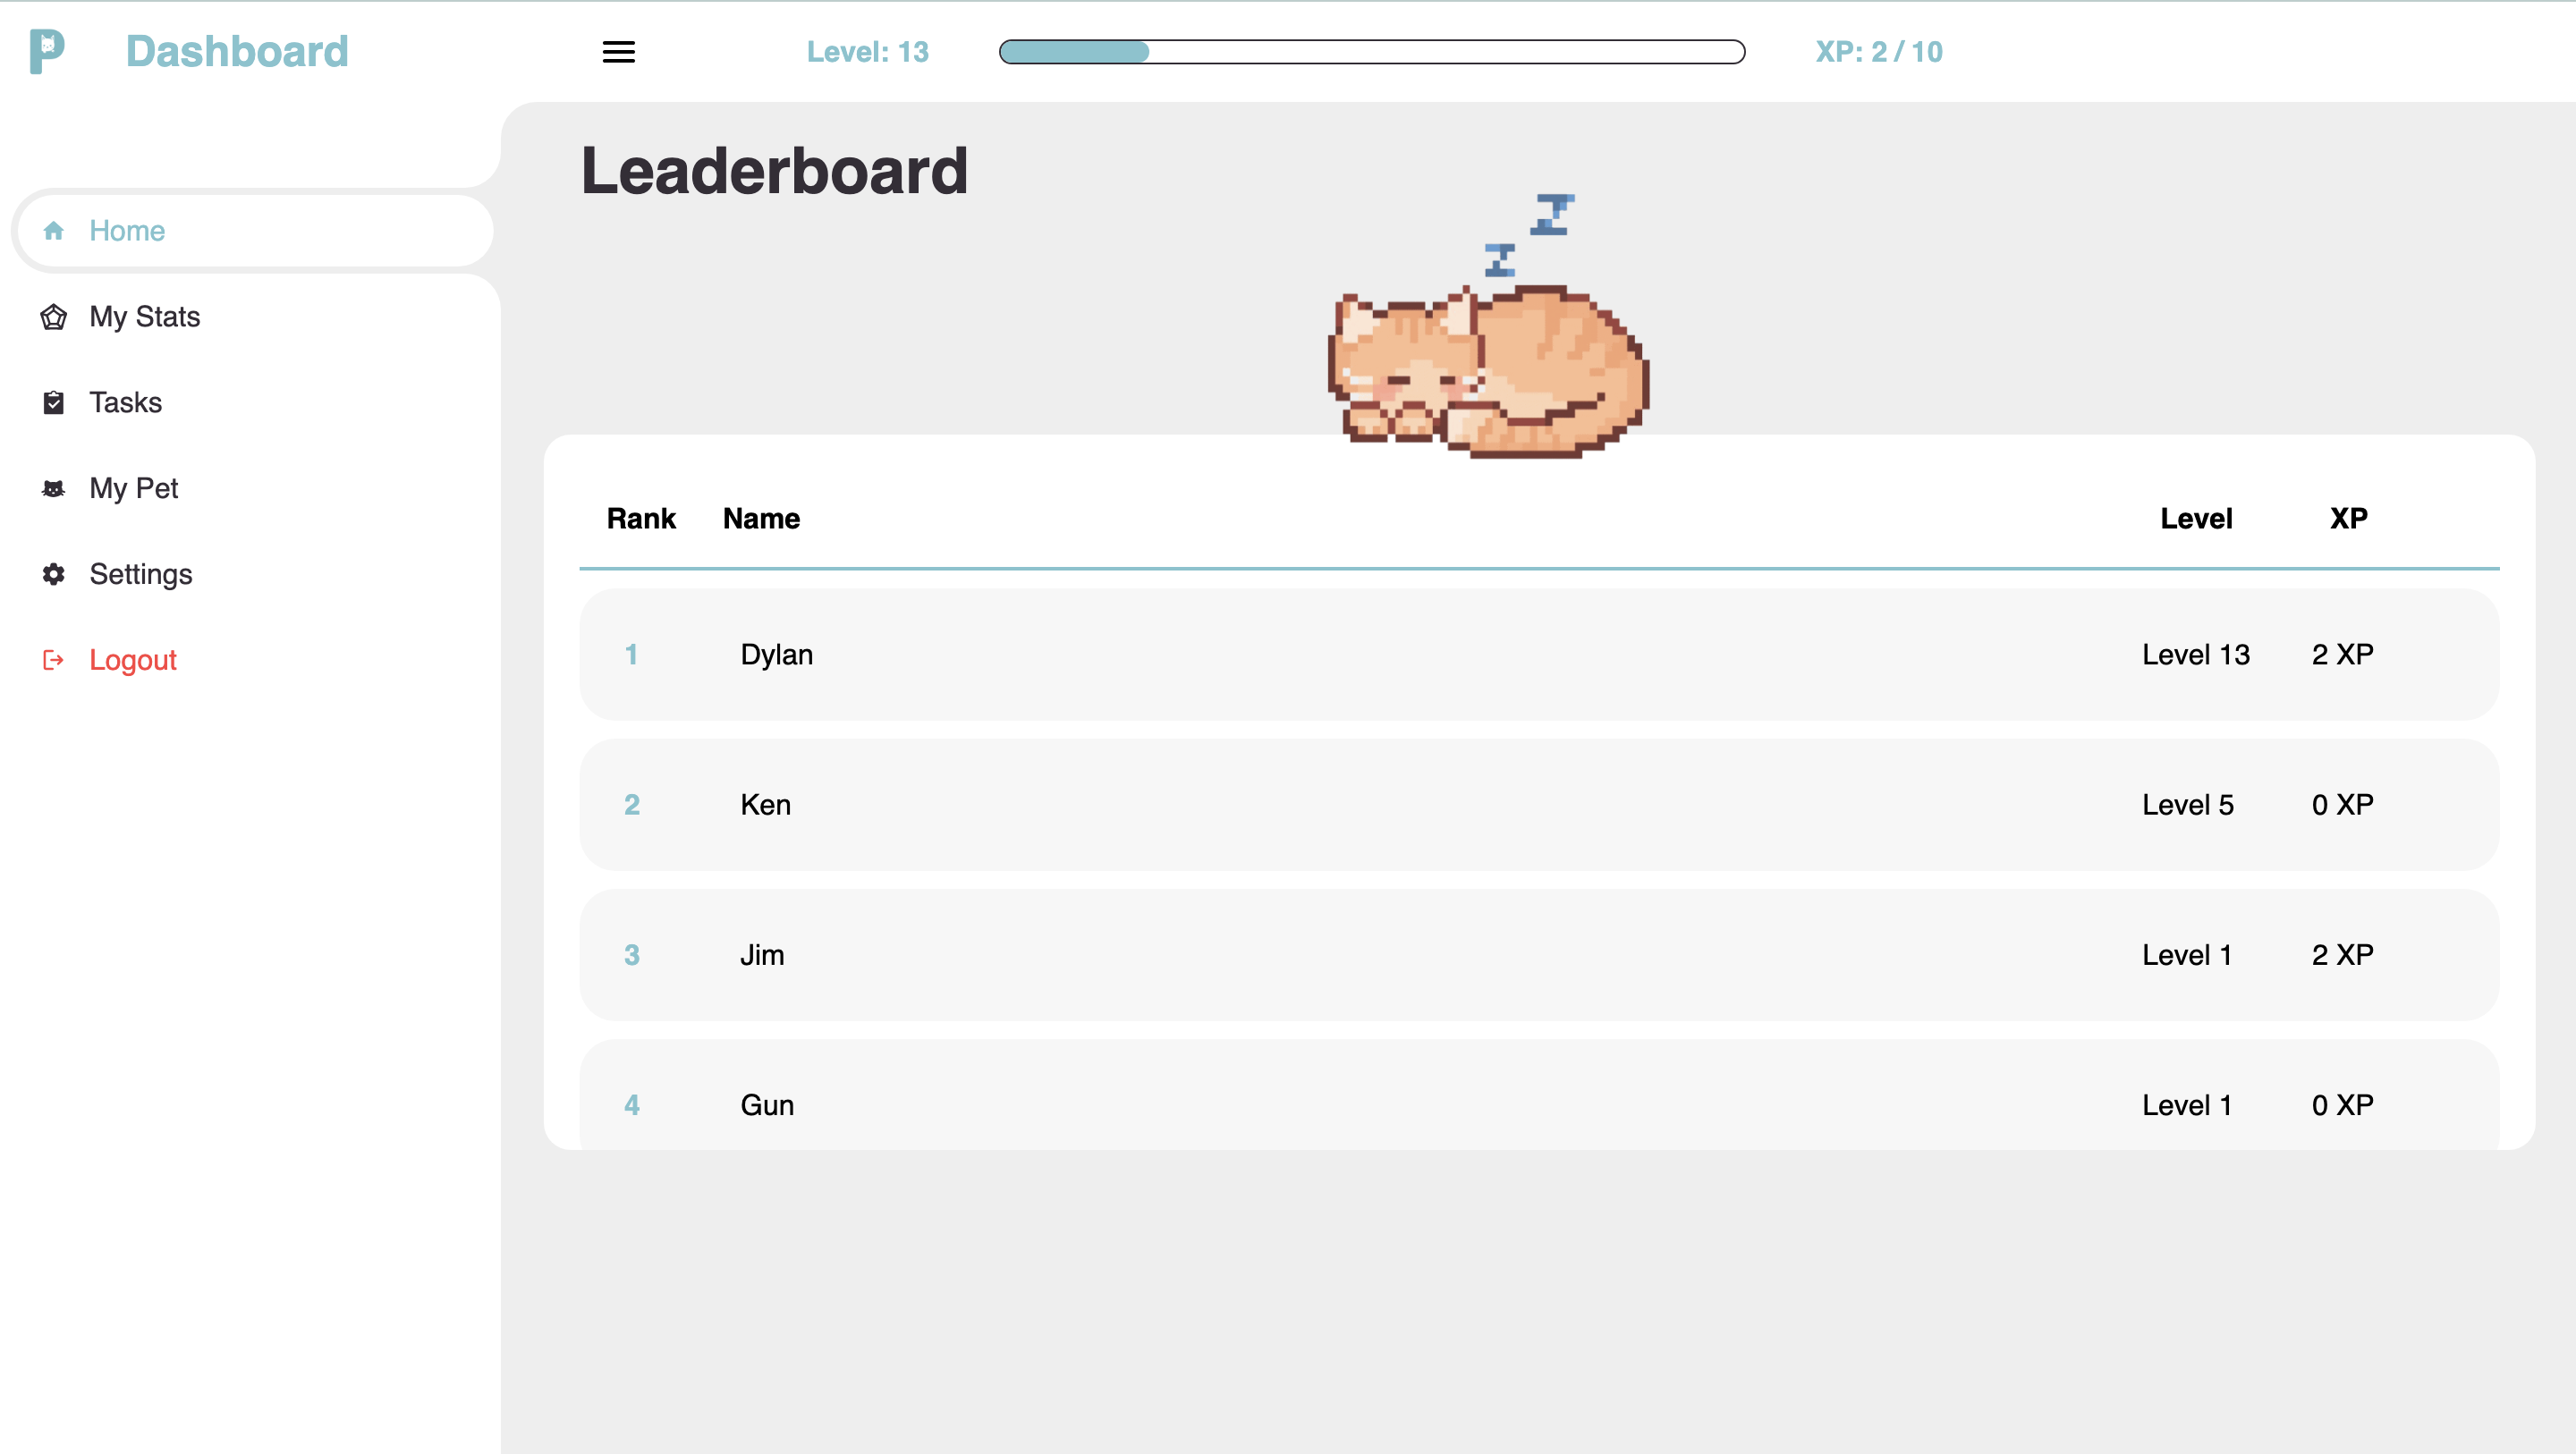 P Dashboard
Level: 13
XP: 2 / 10
Leaderboard
Z
Z
Home
My Stats
Tasks
My Pet
Settings
Logout
Rank Name Level XP
1 Dylan Level 13 2 XP
2 Ken Level 5 0 XP
3 Jim Level 1 2 XP
4 Gun Level 1 0 XP